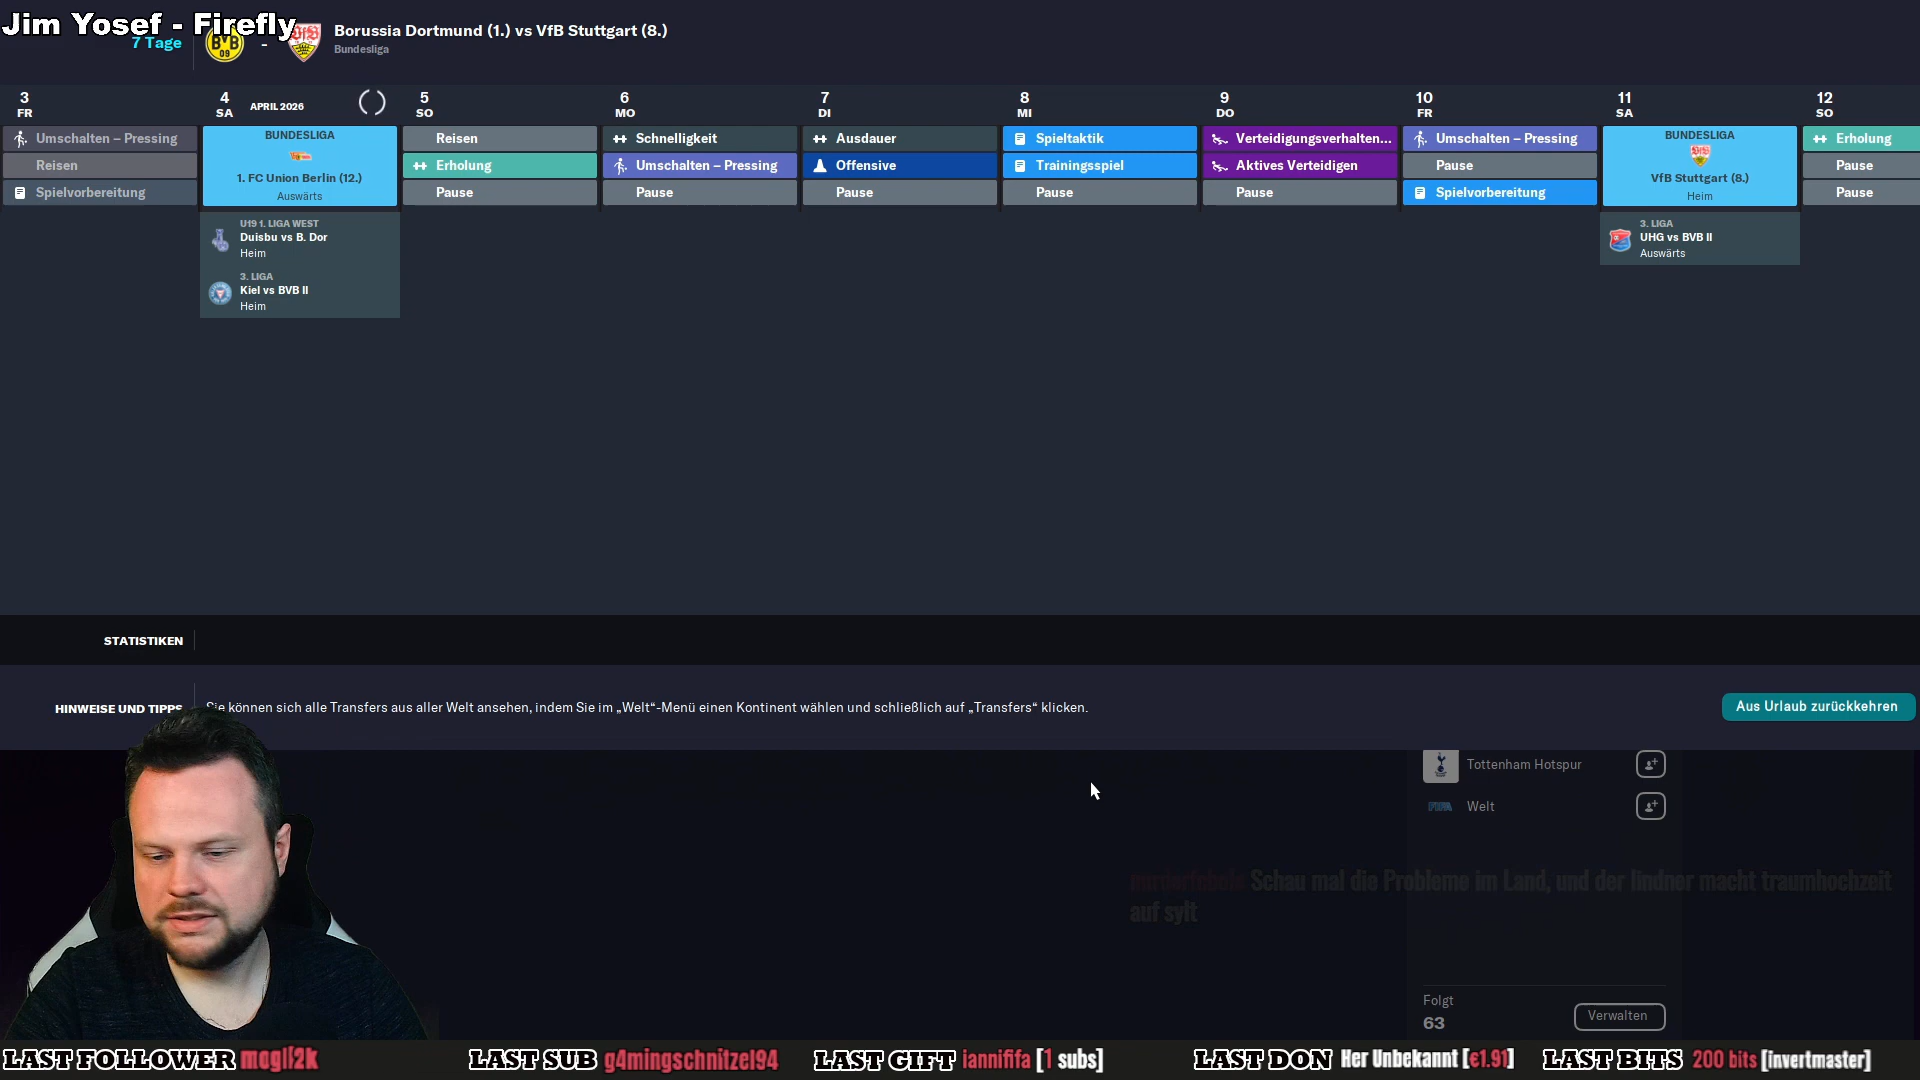 Jim Yosef - Firefly
7 Tage
Borussia Dortmund (1.) vs VfB Stuttgart (8.)
Bundesliga
3
FR
4
SA
APRIL 2026
5
SO
6
MO
7
DI
8
MI
9
DO
10
FR
11
SA
12
SO
Umschalten – Pressing
Reisen
Spielvorbereitung
BUNDESLIGA
1. FC Union Berlin (12.)
Auswärts
U19 1. LIGA WEST
Duisbu vs B. Dor
Heim
3. LIGA
Kiel vs BVB II
Heim
Reisen
Erholung
Pause
Schnelligkeit
Umschalten – Pressing
Pause
Ausdauer
Offensive
Pause
Spieltaktik
Trainingsspiel
Pause
Verteidigungsverhalten...
Aktives Verteidigen
Pause
Umschalten – Pressing
Pause
Spielvorbereitung
BUNDESLIGA
VfB Stuttgart (8.)
Heim
3. LIGA
UHG vs BVB II
Auswärts
Erholung
Pause
Pause
STATISTIKEN
HINWEISE UND TIPPS
Sie können sich alle Transfers aus aller Welt ansehen, indem Sie im „Welt“-Menü einen Kontinent wählen und schließlich auf „Transfers“ klicken.
Aus Urlaub zurückkehren
Tottenham Hotspur
Welt
Schau mal die Probleme im Land, und der lindner macht traumhochzeit
auf sylt
Folgt
63
Verwalten
LAST FOLLOWER mogli2k
LAST SUB g4mingschnitzel94
LAST GIFT iannififa [1 subs]
LAST DON Her Unbekannt [€1.91]
LAST BITS 200 bits [invertmaster]